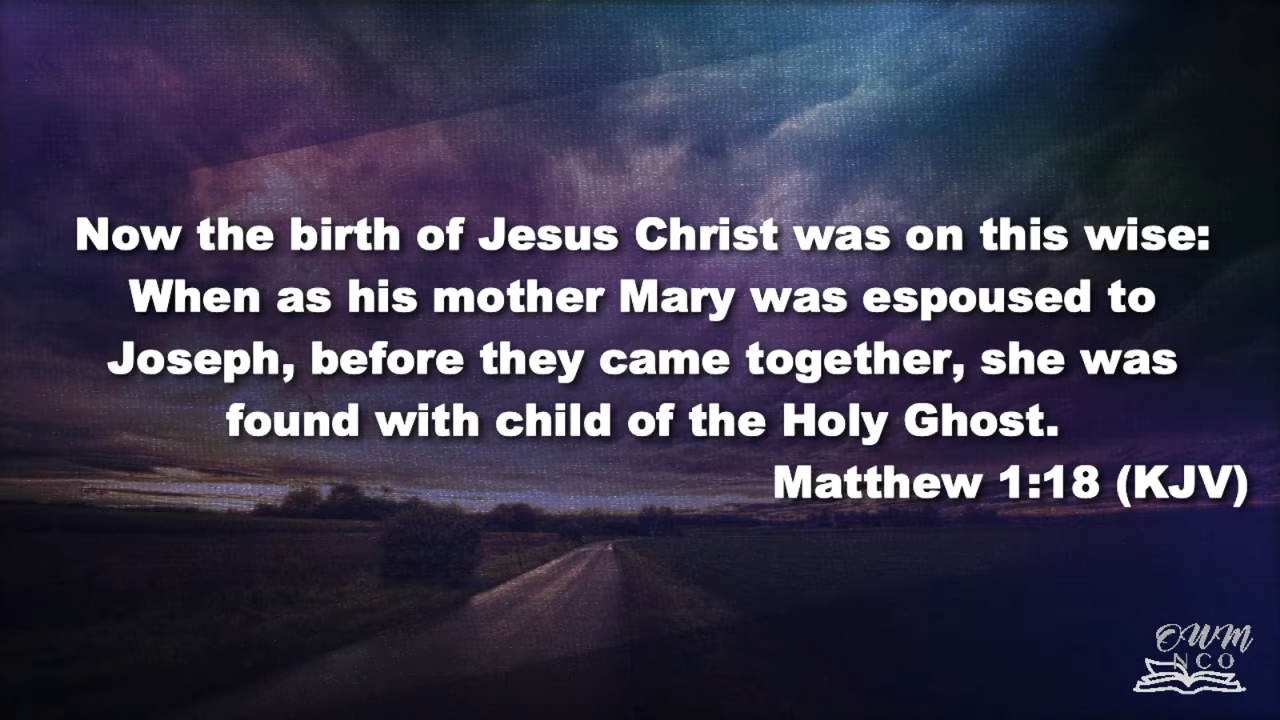 Now the birth of Jesus Christ was on this wise:
When as his mother Mary was espoused to
Joseph, before they came together, she was
found with child of the Holy Ghost.
Matthew 1:18 (KJV)
OWM
NCO